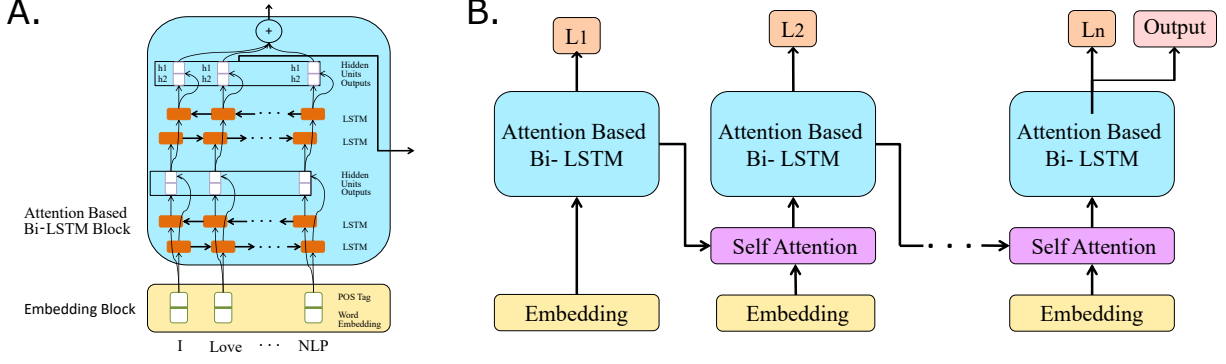 A.
+
h1
h2
h1
h2
h1
h2
Hidden
Units
Outputs
LSTM
. . .
LSTM
. . .
Hidden
Units
Outputs
Attention Based
Bi-LSTM Block
LSTM
. . .
LSTM
. . .
Embedding Block
POS Tag
Word
Embedding
I Love . . . NLP
B.
L1
L2
Ln
Output
Attention Based
Bi- LSTM
Attention Based
Bi- LSTM
Attention Based
Bi- LSTM
Self Attention
. . . .
Self Attention
Embedding
Embedding
Embedding